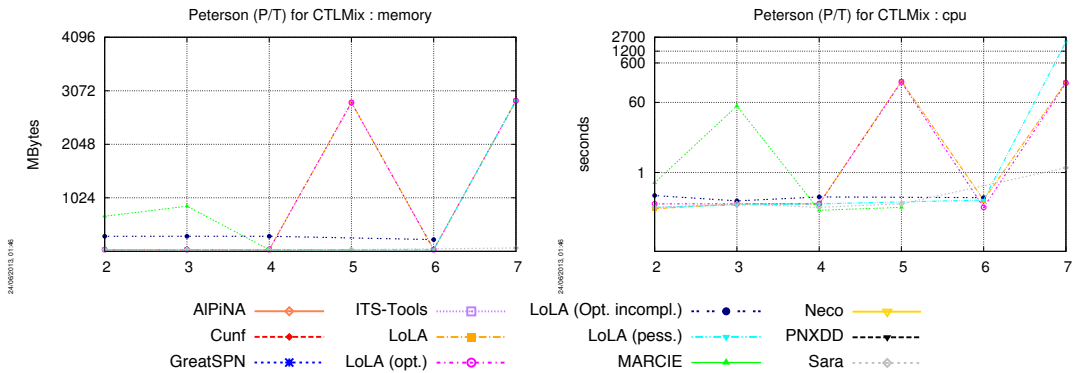 Peterson (P/T) for CTLMix : memory
4096
3072
2048
1024
MBytes
2 3 4 5 6 7
24/06/2013, 01:46
Peterson (P/T) for CTLMix : cpu
2700
1200
600
60
1
seconds
2 3 4 5 6 7
24/06/2013, 01:46
AlPiNA
Cunf
GreatSPN
ITS-Tools
LoLA
LoLA (opt.)
LoLA (Opt. incompl.)
LoLA (pess.)
MARCIE
Neco
PNXDD
Sara